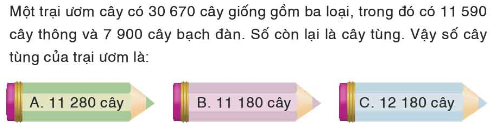 Một trại ươm cây có 30 670 cây giống gồm ba loại, trong đó có 11 590
cây thông và 7 900 cây bạch đàn. Số còn lại là cây tùng. Vậy số cây
tùng của trại ươm là:
A. 11 280 cây B. 11 180 cây C. 12 180 cây